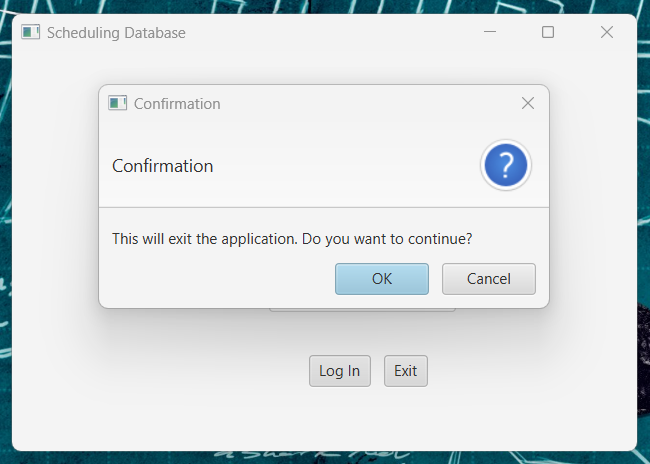 Scheduling Database
Confirmation
Confirmation
?
This will exit the application. Do you want to continue?
OK
Cancel
Log In
Exit